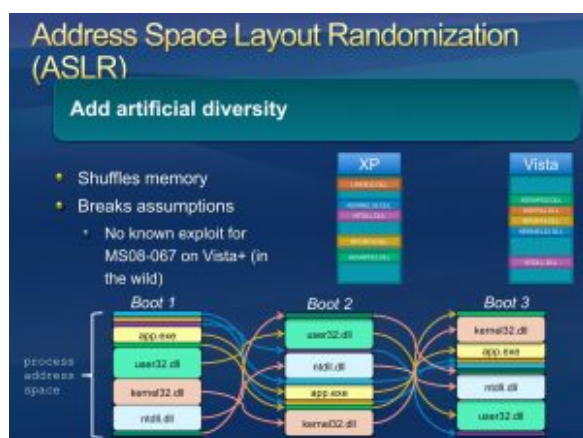 Address Space Layout Randomization
(ASLR)
Add artificial diversity
Shuffles memory
Breaks assumptions
No known exploit for
MS08-067 on Vista+ (in
the wild)
XP
Vista
Boot 1
Boot 2
Boot 3
process
address
space
app.exe
user32.dll
kernel32.dll
ntdll.dll
user32.dll
ntdll.dll
app.exe
kernel32.dll
kernel32.dll
app.exe
ntdll.dll
user32.dll